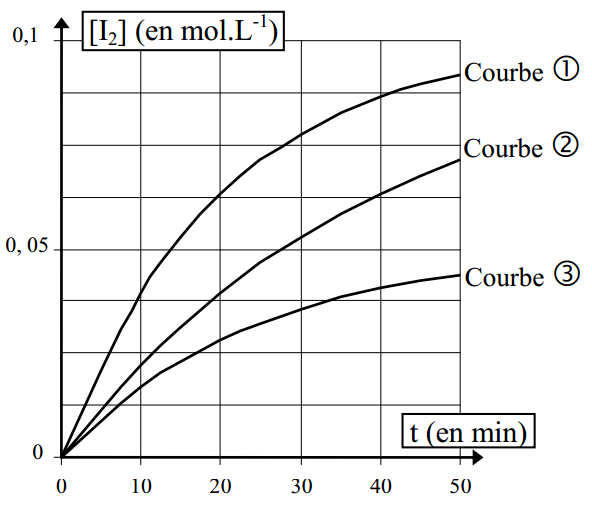 0,1
[I₂] (en mol.L⁻¹)
Courbe ①
Courbe ②
0, 05
Courbe ③
t (en min)
0
0 10 20 30 40 50